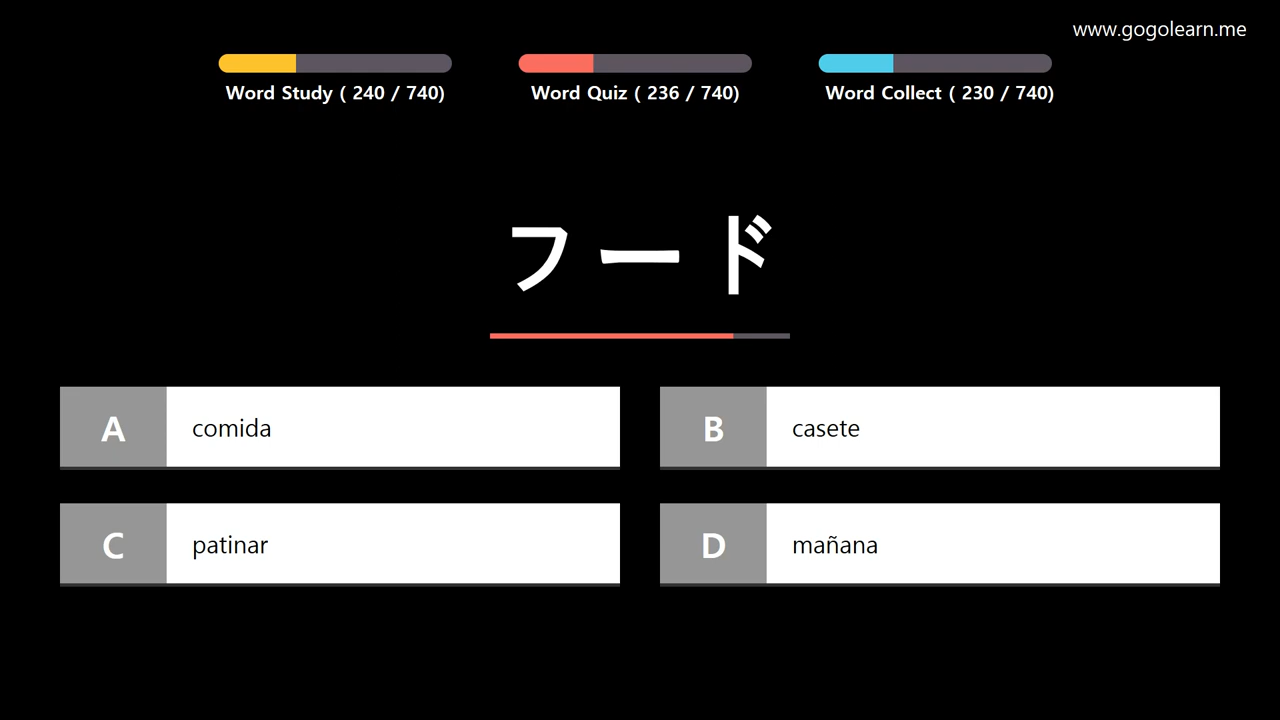 www.gogolearn.me
Word Study ( 240 / 740)
Word Quiz ( 236 / 740)
Word Collect ( 230 / 740)
フード
A comida
B casete
C patinar
D mañana